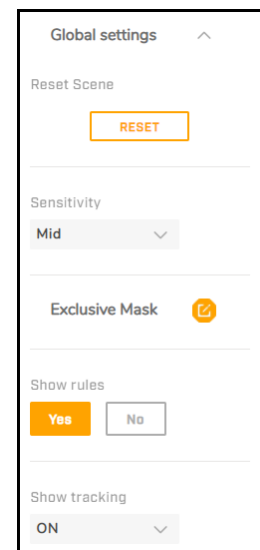 Global settings
Reset Scene
RESET
Sensitivity
Mid
Exclusive Mask
Show rules
Yes No
Show tracking
ON